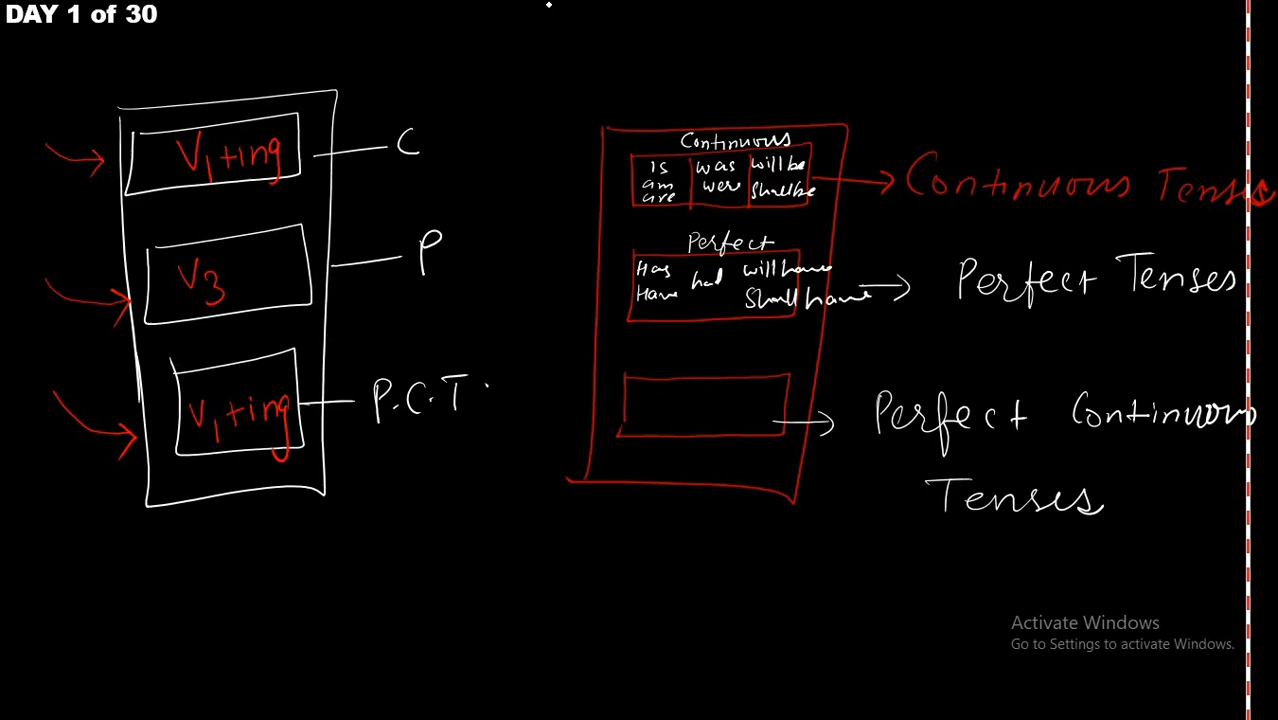 DAY 1 of 30
V1+ing
C
V3
P
V1+ing
P.C.T.
Continuous
is was will be
am were Shall be
are
Continuous Tenses
Perfect
Has had will have
Have Shall have
Perfect Tenses
Perfect Continuous
Tenses
Activate Windows
Go to Settings to activate Windows.